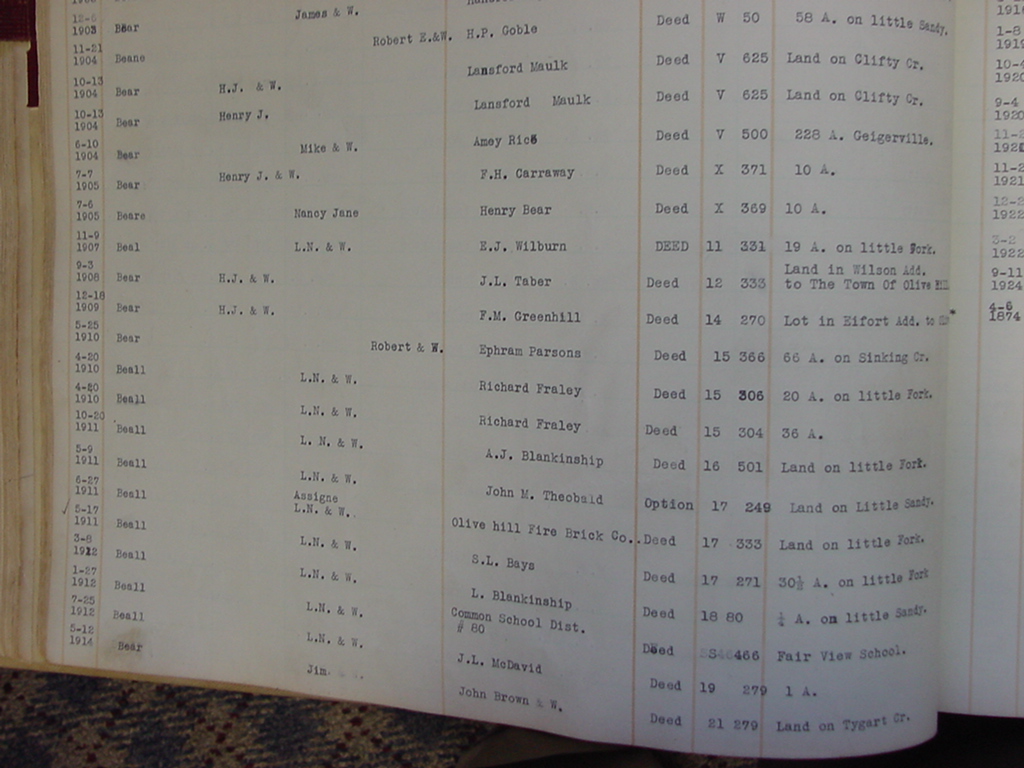 12-6
1903 Bear James & W.
11-21
1904 Beane Robert E.&W. H.P. Goble Deed W 50 58 A. on little Sandy.
10-13
1904 Bear H.J. & W. Lansford Maulk Deed V 625 Land on Clifty Cr.
10-13
1904 Bear Henry J. Lansford Maulk Deed V 625 Land on Clifty Cr.
6-10
1904 Bear Mike & W. Amey Rice Deed V 500 228 A. Geigerville.
7-7
1905 Bear Henry J. & W. F.H. Carraway Deed X 371 10 A.
7-6
1905 Beare Nancy Jane Henry Bear Deed X 369 10 A.
11-9
1907 Beal L.N. & W. E.J. Wilburn DEED 11 331 19 A. on little Fork.
9-3
1908 Bear H.J. & W. J.L. Taber Deed 12 333 Land in Wilson Add.
to The Town Of Olive Hill
12-18
1909 Bear H.J. & W. F.M. Greenhill Deed 14 270 Lot in Eifort Add. to
5-25
1910 Bear Robert & W. Ephram Parsons Deed 15 366 66 A. on Sinking Cr.
4-20
1910 Beall L.N. & W. Richard Fraley Deed 15 306 20 A. on little Fork.
4-20
1910 Beall L.N. & W. Richard Fraley Deed 15 304 36 A.
10-20
1911 Beall L. N. & W. A.J. Blankinship Deed 16 501 Land on little Fork.
5-9
1911 Beall L.N. & W. John M. Theobald Option 17 249 Land on Little Sandy.
6-27
1911 Beall Assigne
L.N. & W. Olive hill Fire Brick Co.. Deed 17 333 Land on little Fork.
5-17
1911 Beall L.N. & W. S.L. Bays Deed 17 271 30½ A. on little Fork
3-8
1912 Beall L.N. & W. L. Blankinship Deed 18 80 ¼ A. on little Sandy.
1-27
1912 Beall L.N. & W. Common School Dist.
# 80 Deed 466 Fair View School.
7-25
1912 Beall L.N. & W. J.L. McDavid Deed 19 279 1 A.
5-12
1914 Bear Jim John Brown & W. Deed 21 279 Land on Tygart Cr.
1-8
10-4
1920
9-4
1920
11-2
1921
12-2
1922
3-2
1922
9-11
1924
4-6
1874